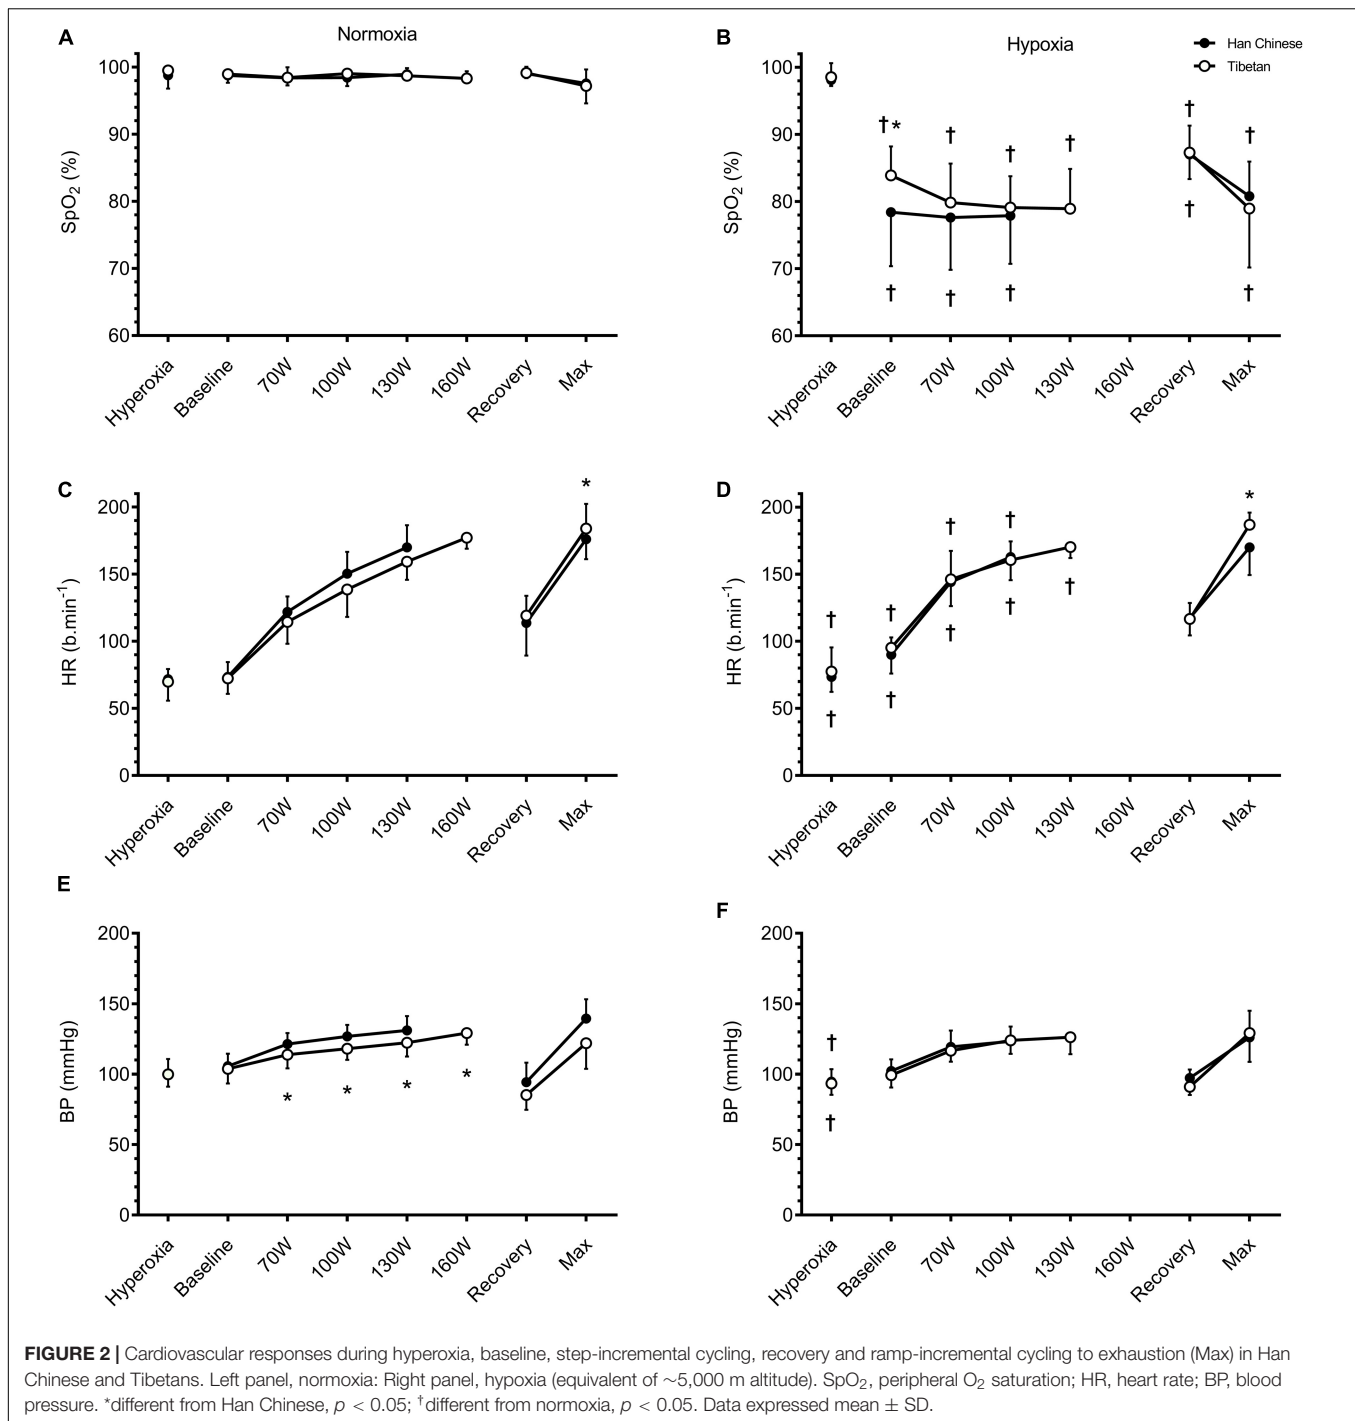 A
Normoxia
SpO2 (%)
100
90
80
70
60
Hyperoxia
Baseline
70W
100W
130W
160W
Recovery
Max
B
Hypoxia
Han Chinese
Tibetan
SpO2 (%)
100
90
80
70
60
†*
†
†
†
†
†
†
†
†
†
†
Hyperoxia
Baseline
70W
100W
130W
160W
Recovery
Max
C
HR (b.min-1)
200
150
100
50
0
*
Hyperoxia
Baseline
70W
100W
130W
160W
Recovery
Max
D
HR (b.min-1)
200
150
100
50
0
†
†
†
†
†
†
†
†
†
*
Hyperoxia
Baseline
70W
100W
130W
160W
Recovery
Max
E
BP (mmHg)
200
150
100
50
0
*
*
*
*
Hyperoxia
Baseline
70W
100W
130W
160W
Recovery
Max
F
BP (mmHg)
200
150
100
50
0
†
†
Hyperoxia
Baseline
70W
100W
130W
160W
Recovery
Max
FIGURE 2 | Cardiovascular responses during hyperoxia, baseline, step-incremental cycling, recovery and ramp-incremental cycling to exhaustion (Max) in Han
Chinese and Tibetans. Left panel, normoxia: Right panel, hypoxia (equivalent of ~5,000 m altitude). SpO2, peripheral O2 saturation; HR, heart rate; BP, blood
pressure. *different from Han Chinese, p < 0.05; †different from normoxia, p < 0.05. Data expressed mean ± SD.